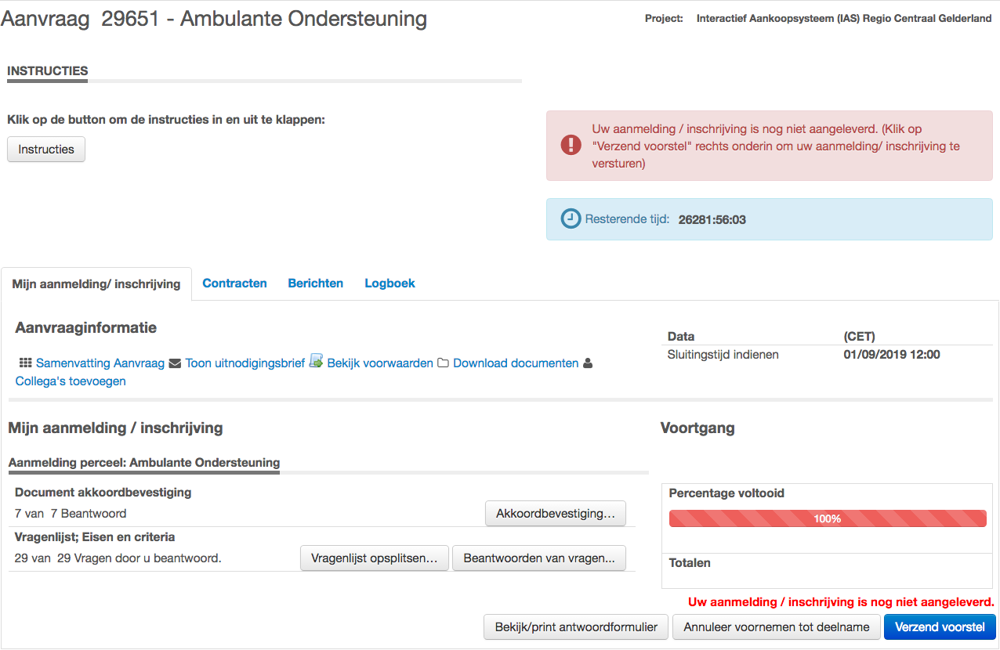 Aanvraag 29651 - Ambulante Ondersteuning
Project: Interactief Aankoopsysteem (IAS) Regio Centraal Gelderland
INSTRUCTIES
Klik op de button om de instructies in en uit te klappen:
Instructies
Uw aanmelding / inschrijving is nog niet aangeleverd. (Klik op
"Verzend voorstel" rechts onderin om uw aanmelding/ inschrijving te
versturen)
Resterende tijd: 26281:56:03
Mijn aanmelding/ inschrijving Contracten Berichten Logboek
Aanvraaginformatie
Samenvatting Aanvraag Toon uitnodigingsbrief Bekijk voorwaarden Download documenten
Collega's toevoegen
Data (CET)
Sluitingstijd indienen 01/09/2019 12:00
Mijn aanmelding / inschrijving
Aanmelding perceel: Ambulante Ondersteuning
Document akkoordbevestiging
7 van 7 Beantwoord Akkoordbevestiging...
Vragenlijst; Eisen en criteria
29 van 29 Vragen door u beantwoord. Vragenlijst opsplitsen... Beantwoorden van vragen...
Voortgang
Percentage voltooid
100%
Totalen
Uw aanmelding / inschrijving is nog niet aangeleverd.
Bekijk/print antwoordformulier Annuleer voornemen tot deelname Verzend voorstel